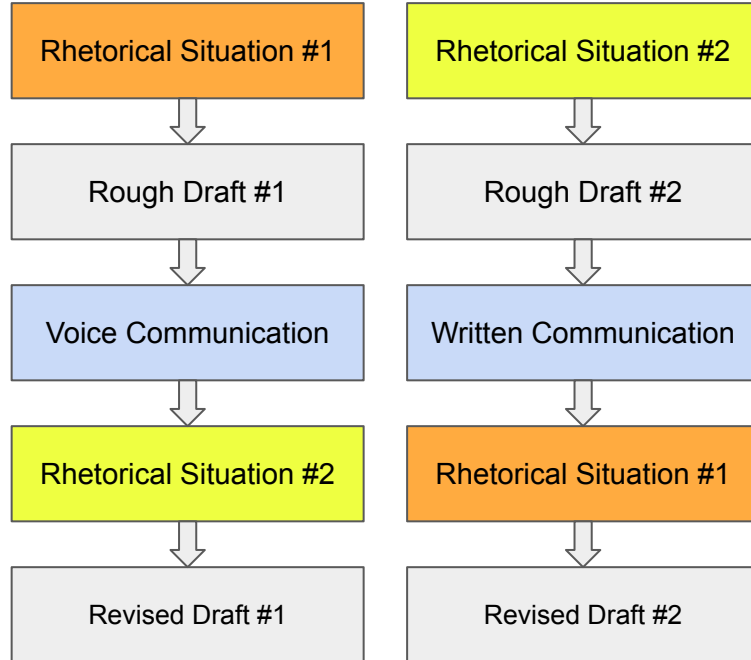 Rhetorical Situation #1
Rough Draft #1
Voice Communication
Rhetorical Situation #2
Revised Draft #1
Rhetorical Situation #2
Rough Draft #2
Written Communication
Rhetorical Situation #1
Revised Draft #2